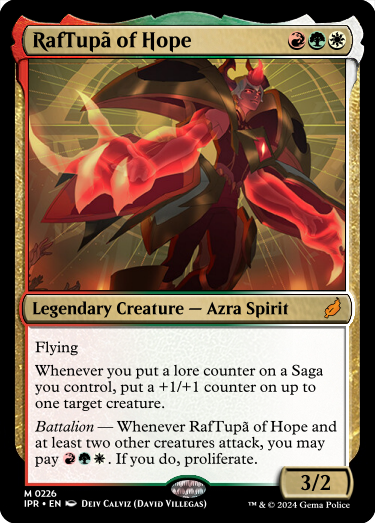 RafTupã of Hope
Legendary Creature — Azra Spirit
Flying
Whenever you put a lore counter on a Saga
you control, put a +1/+1 counter on up to
one target creature.
Battalion — Whenever RafTupã of Hope and
at least two other creatures attack, you may
pay. If you do, proliferate.
3/2
M 0226
IPR • EN Deiv Calviz (David Villegas)
™ & © 2024 Gema Police